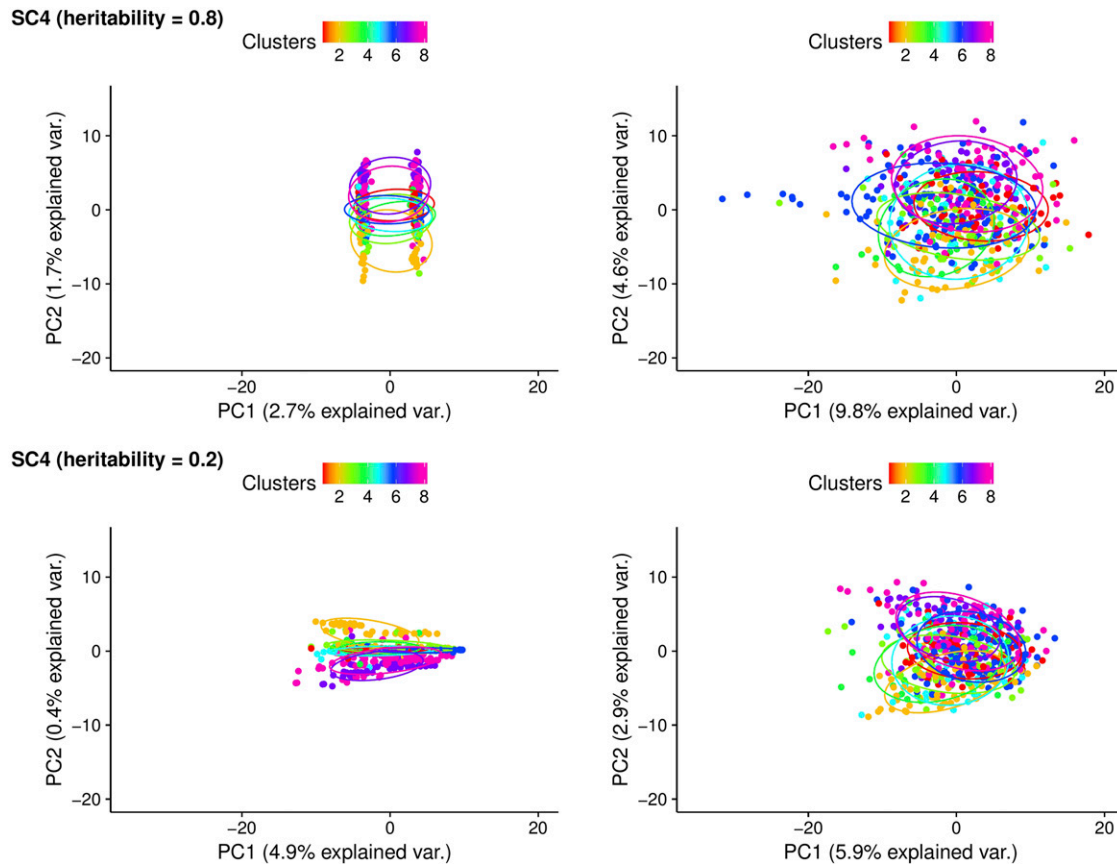 SC4 (heritability = 0.8)
Clusters
2 4 6 8
PC2 (1.7% explained var.)
10
0
−10
−20
−20 0 20
PC1 (2.7% explained var.)
Clusters
2 4 6 8
PC2 (4.6% explained var.)
10
0
−10
−20
−20 0 20
PC1 (9.8% explained var.)
SC4 (heritability = 0.2)
Clusters
2 4 6 8
PC2 (0.4% explained var.)
10
0
−10
−20
−20 0 20
PC1 (4.9% explained var.)
Clusters
2 4 6 8
PC2 (2.9% explained var.)
10
0
−10
−20
−20 0 20
PC1 (5.9% explained var.)